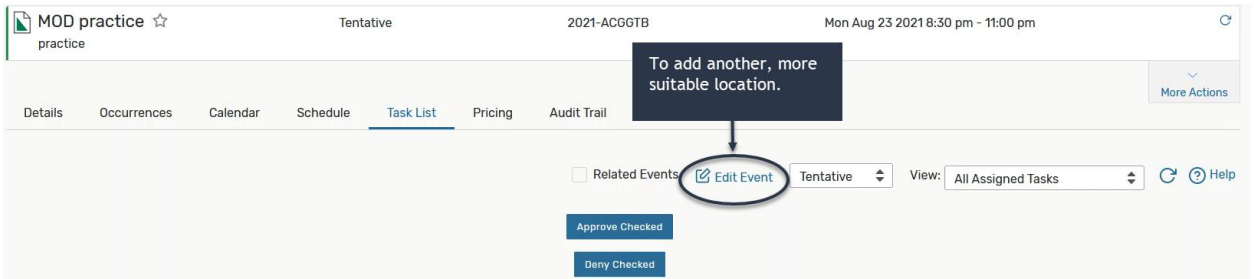 MOD practice Tentative 2021-ACGGTB Mon Aug 23 2021 8:30 pm - 11:00 pm
practice
To add another, more
suitable location.
More Actions
Details Occurrences Calendar Schedule Task List Pricing Audit Trail
Related Events Edit Event Tentative View: All Assigned Tasks Help
Approve Checked
Deny Checked